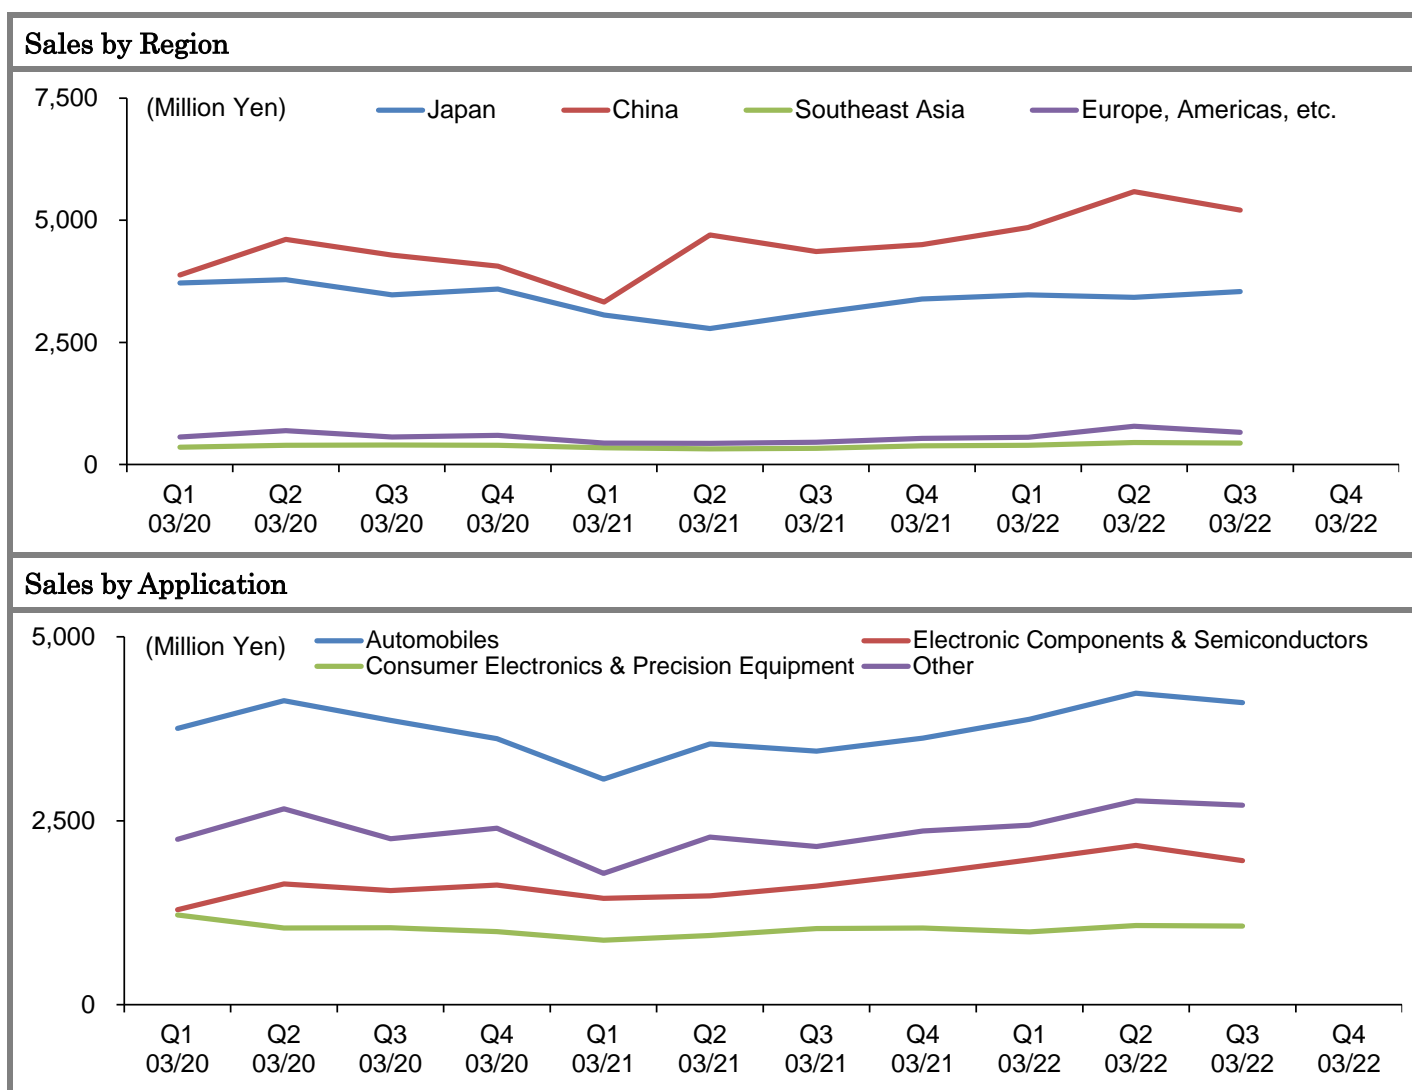 Sales by Region
7,500
(Million Yen)
Japan
China
Southeast Asia
Europe, Americas, etc.
5,000
2,500
0
Q1 Q2 Q3 Q4 Q1 Q2 Q3 Q4 Q1 Q2 Q3 Q4
03/20 03/20 03/20 03/20 03/21 03/21 03/21 03/21 03/22 03/22 03/22 03/22
Sales by Application
5,000
(Million Yen)
Automobiles
Electronic Components & Semiconductors
Consumer Electronics & Precision Equipment
Other
2,500
0
Q1 Q2 Q3 Q4 Q1 Q2 Q3 Q4 Q1 Q2 Q3 Q4
03/20 03/20 03/20 03/20 03/21 03/21 03/21 03/21 03/22 03/22 03/22 03/22